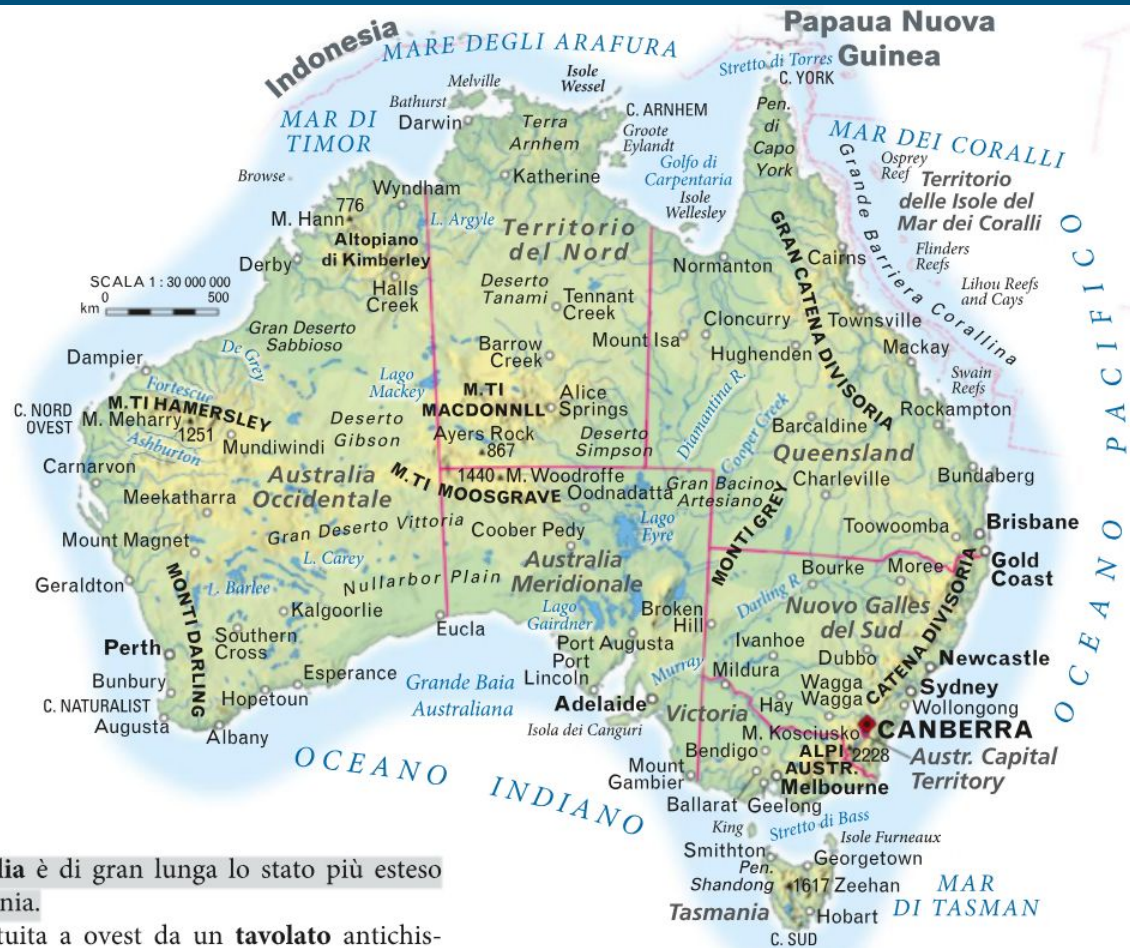 Papaua Nuova
Guinea
Indonesia
MARE DEGLI ARAFURA
Stretto di Torres
C. YORK
Isole
Wessel
Melville
Bathurst
Darwin
Terra
Arnhem
C. ARNHEM
Groote
Eylandt
Pen.
di
Capo
York
MAR DI
TIMOR
MAR DEI CORALLI
Golfo di
Carpentaria
Isole
Wellesley
Katherine
Browse
Wyndham
Osprey
Reef
Territorio
delle Isole del
Mar dei Coralli
Grande Barriera Corallina
776
M. Hann
L. Argyle
Territorio
del Nord
Altopiano
di Kimberley
GRAN CATENA DIVISORIA
Cairns
Flinders
Reefs
Normanton
Derby
Halls
Creek
Deserto
Tanami
Tennant
Creek
Lihou Reefs
and Cays
SCALA 1 : 30 000 000
0 500
km
Gran Deserto
Sabbioso
Cloncurry
Townsville
Mount Isa
Hughenden
Mackay
Barrow
Creek
Dampier
De Grey
Fortescue
Lago
Mackey
Swain
Reefs
M.TI
MACDONNLL
Alice
Springs
C. NORD
OVEST
M.TI HAMERSLEY
M. Meharry
1251
Ashburton
Mundiwindi
Deserto
Gibson
Ayers Rock
867
Deserto
Simpson
Diamantina R.
Cooper Creek
Rockampton
Barcaldine
Queensland
Carnarvon
Australia
Occidentale
M. TI MOOSGRAVE
1440 M. Woodroffe
Oodnadatta
Gran Bacino
Artesiano
Charleville
Bundaberg
Meekatharra
Gran Deserto Vittoria
Coober Pedy
Lago
Eyre
MONTI GREY
Toowoomba
Brisbane
Mount Magnet
L. Carey
Australia
Meridionale
Gold
Coast
Bourke
Moree
Geraldton
L. Barlee
Nullarbor Plain
Darling R.
Nuovo Galles
del Sud
MONTI DARLING
Kalgoorlie
Lago
Gairdner
Broken
Hill
CATENA DIVISORIA
Eucla
Southern
Cross
Port Augusta
Ivanhoe
Perth
Port
Lincoln
Murray
Mildura
Dubbo
Newcastle
Bunbury
Esperance
Grande Baia
Australiana
Wagga
Wagga
Sydney
Wollongong
C. NATURALIST
Hopetoun
Adelaide
Hay
Augusta
Albany
Isola dei Canguri
Victoria
M. Kosciusko
CANBERRA
Bendigo
ALPI
AUSTR.
2228
Austr. Capital
Territory
OCEANO INDIANO
OCEANO PACIFICO
Mount
Gambier
Melbourne
Ballarat
Geelong
King
Stretto di Bass
Isole Furneaux
Smithton
Georgetown
Pen.
Shandong
1617
Zeehan
MAR
DI TASMAN
Tasmania
Hobart
C. SUD
lia è di gran lunga lo stato più esteso
nia.
tuita a ovest da un tavolato antichis-